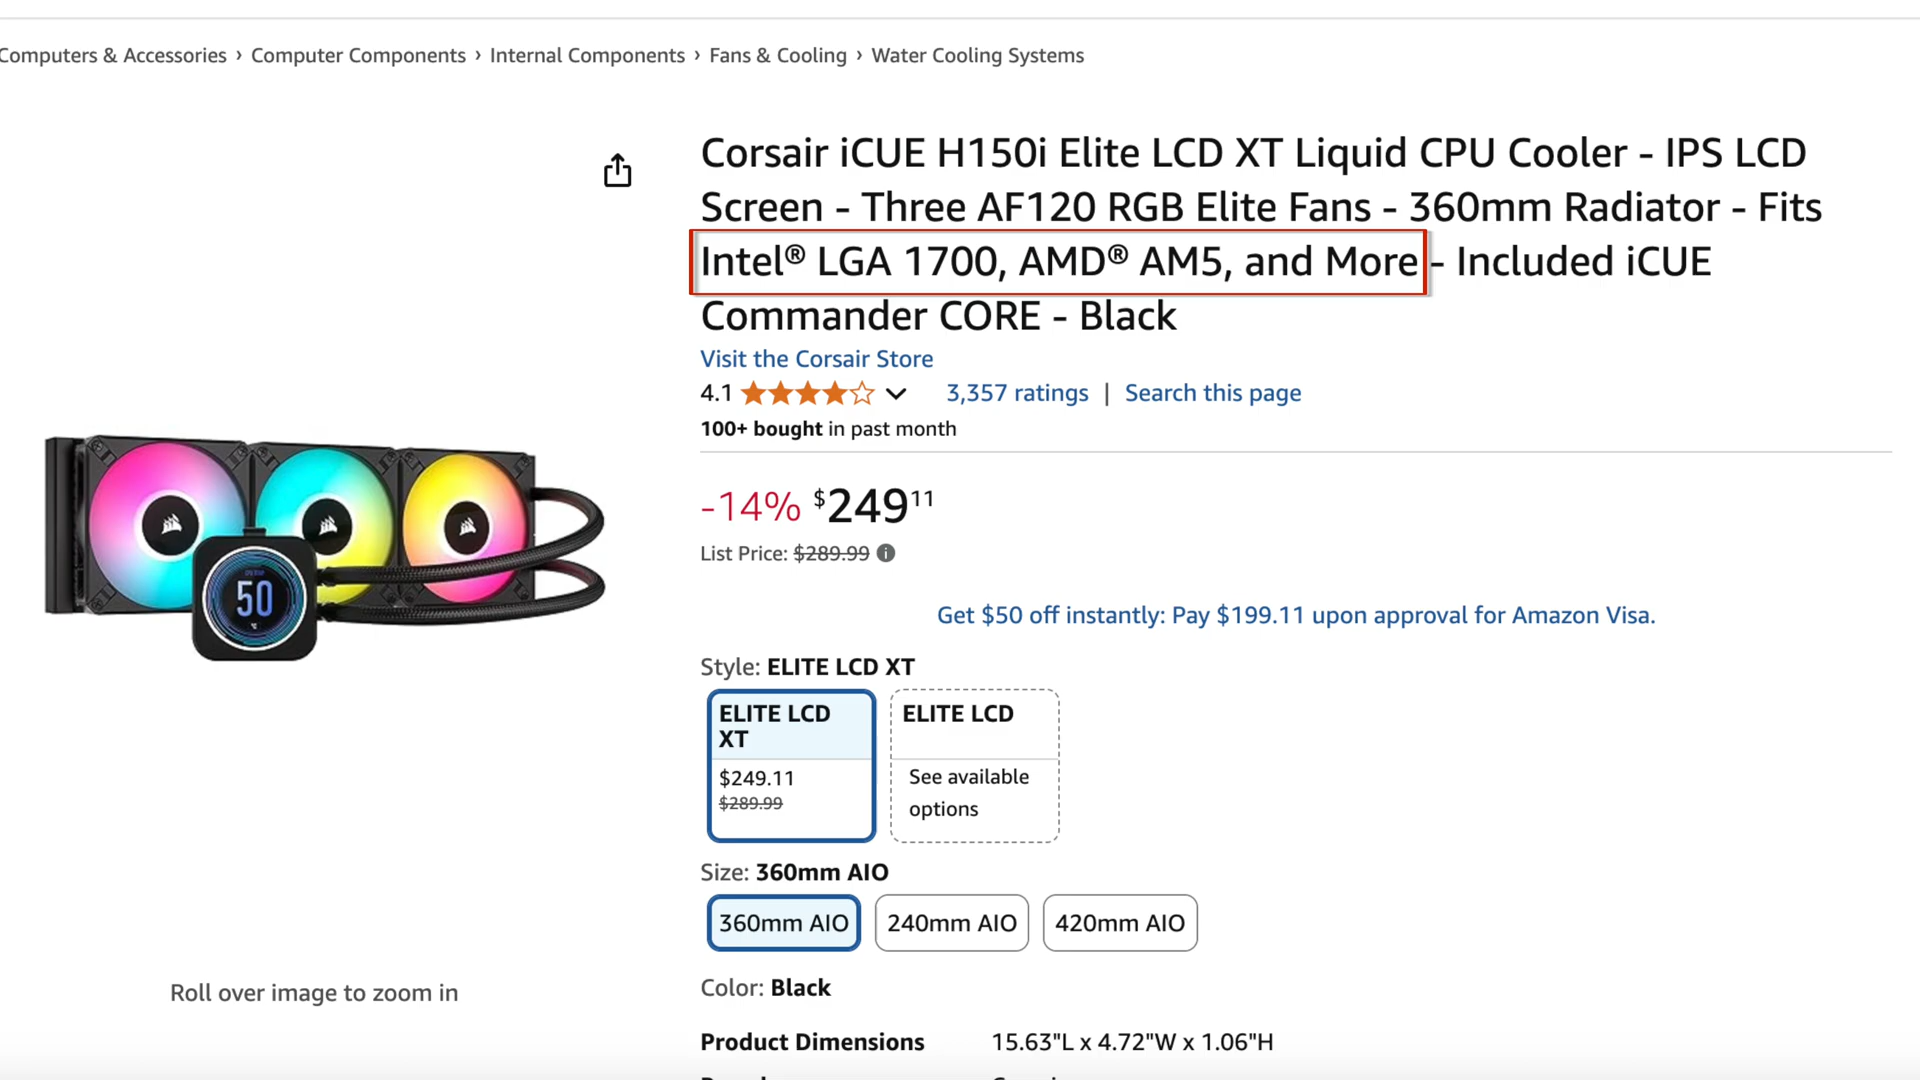 Computers & Accessories › Computer Components › Internal Components › Fans & Cooling › Water Cooling Systems
Corsair iCUE H150i Elite LCD XT Liquid CPU Cooler - IPS LCD
Screen - Three AF120 RGB Elite Fans - 360mm Radiator - Fits
Intel® LGA 1700, AMD® AM5, and More - Included iCUE
Commander CORE - Black
Visit the Corsair Store
4.1 3,357 ratings | Search this page
100+ bought in past month
-14% $249 11
List Price: $289.99
Get $50 off instantly: Pay $199.11 upon approval for Amazon Visa.
Style: ELITE LCD XT
ELITE LCD
XT
$249.11
$289.99
ELITE LCD
See available
options
Size: 360mm AIO
360mm AIO 240mm AIO 420mm AIO
Color: Black
Product Dimensions 15.63"L x 4.72"W x 1.06"H
50
Roll over image to zoom in